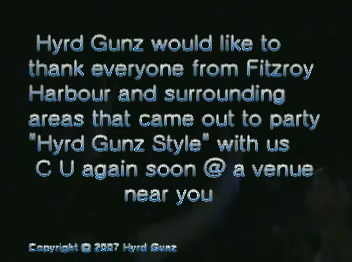 Hyrd Gunz would like to
thank everyone from Fitzroy
Harbour and surrounding
areas that came out to party
"Hyrd Gunz Style" with us
C U again soon @ a venue
near you
Copyright © 2007 Hyrd Gunz